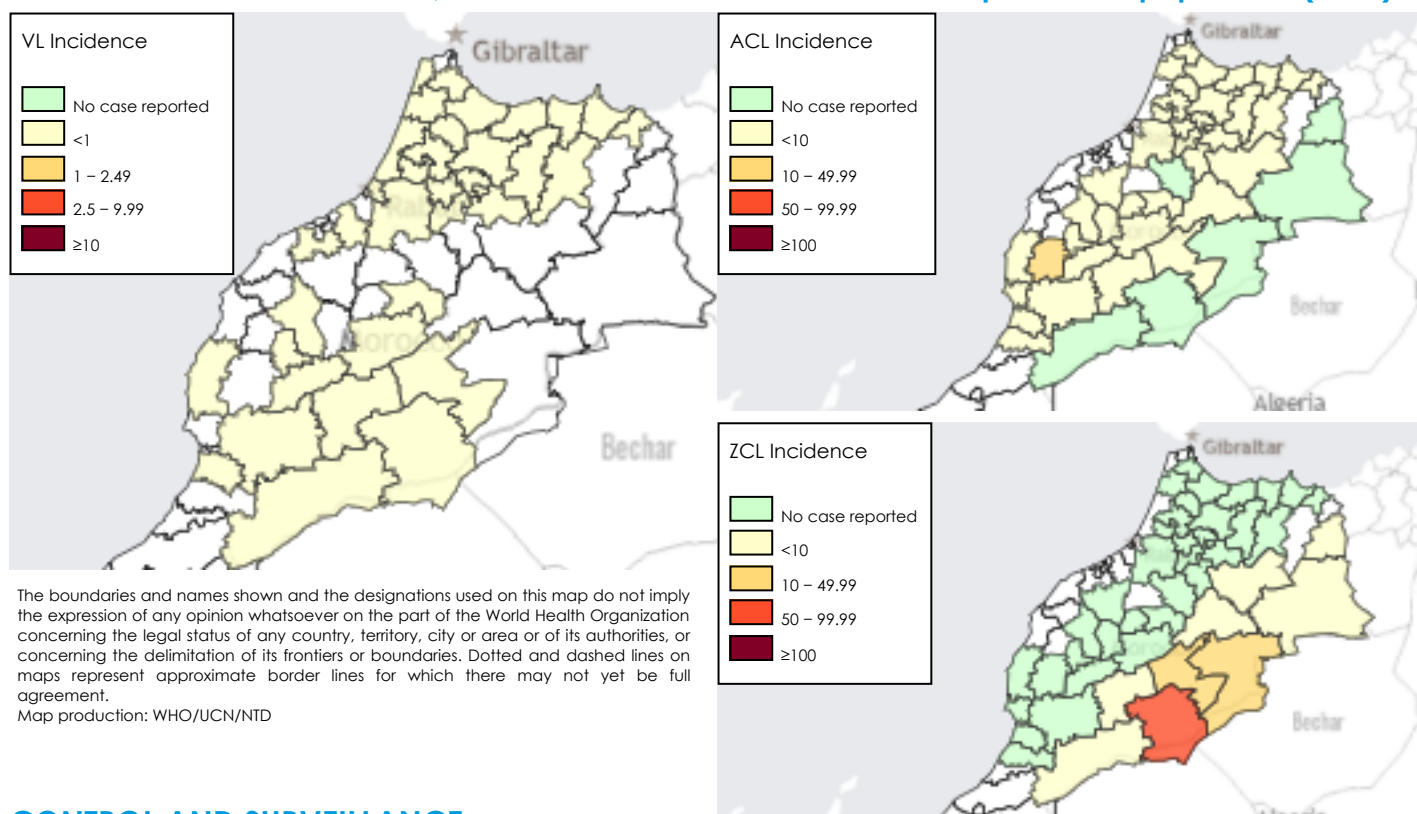 VL Incidence
No case reported
<1
1 – 2.49
2.5 – 9.99
≥10
Gibraltar
Morocco
Bechar
ACL Incidence
No case reported
<10
10 – 49.99
50 – 99.99
≥100
Gibraltar
Bechar
Algeria
ZCL Incidence
No case reported
<10
10 – 49.99
50 – 99.99
≥100
Gibraltar
Bechar
The boundaries and names shown and the designations used on this map do not imply
the expression of any opinion whatsoever on the part of the World Health Organization
concerning the legal status of any country, territory, city or area or of its authorities, or
concerning the delimitation of its frontiers or boundaries. Dotted and dashed lines on
maps represent approximate border lines for which there may not yet be full
agreement.
Map production: WHO/UCN/NTD
CONTROL AND SURVEILLANCE